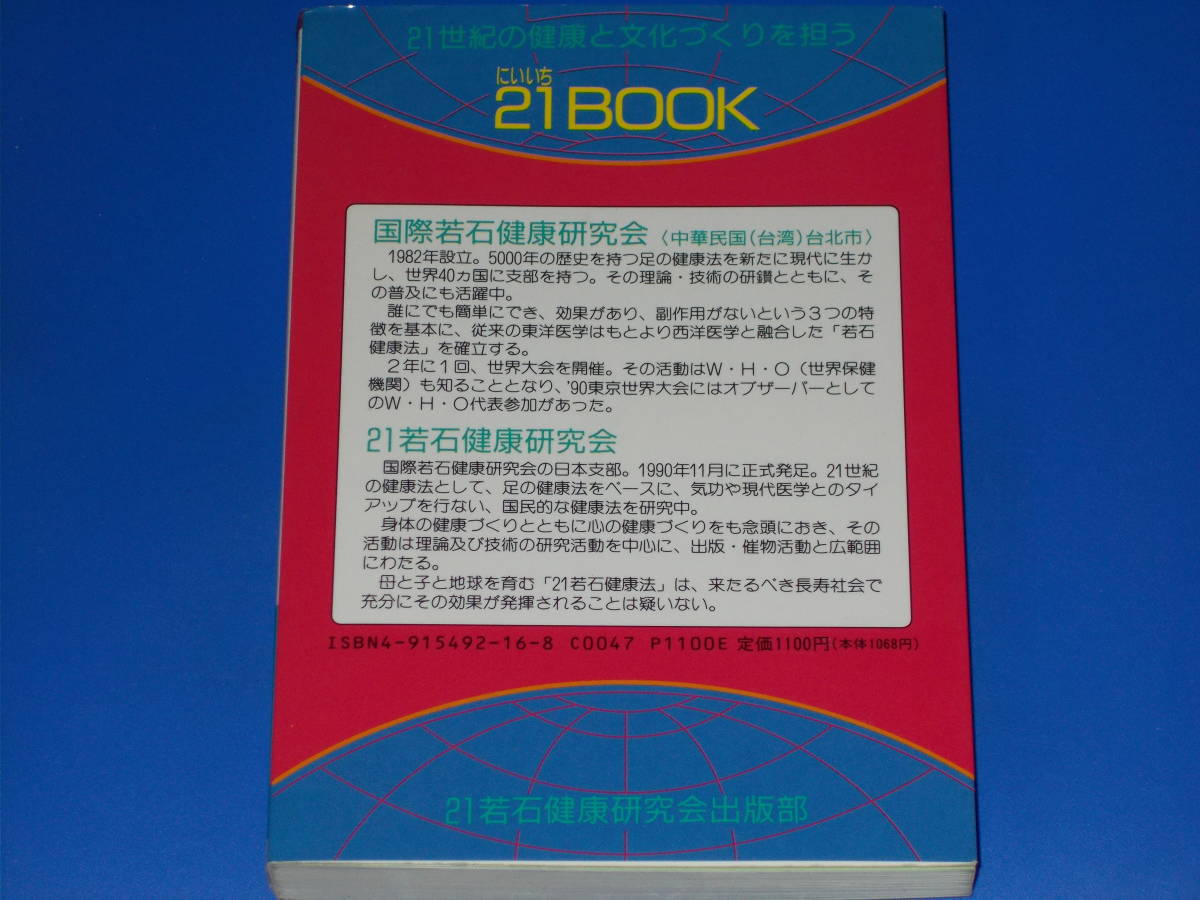 21世紀の健康と文化づくりを担う
にいいち
21BOOK
国際若石健康研究会〈中華民国(台湾)台北市〉
1982年設立。5000年の歴史を持つ足の健康法を新たに現代に生か
し、世界40ヵ国に支部を持つ。その理論・技術の研鑽とともに、そ
の普及にも活躍中。
誰にでも簡単にでき、効果があり、副作用がないという3つの特
徴を基本に、従来の東洋医学はもとより西洋医学と融合した「若石
健康法」を確立する。
2年に1回、世界大会を開催。その活動はW・H・O(世界保健
機関)も知ることとなり、'90東京世界大会にはオブザーバーとして
のW・H・O代表参加があった。
21若石健康研究会
国際若石健康研究会の日本支部。1990年11月に正式発足。21世紀
の健康法として、足の健康法をベースに、気功や現代医学とのタイ
アップを行ない、国民的な健康法を研究中。
身体の健康づくりとともに心の健康づくりをも念頭におき、その
活動は理論及び技術の研究活動を中心に、出版・催物活動と広範囲
にわたる。
母と子と地球を育む「21若石健康法」は、来たるべき長寿社会で
充分にその効果が発揮されることは疑いない。
ISBN4-915492-16-8 C0047 P1100E 定価1100円(本体1068円)
21若石健康研究会出版部